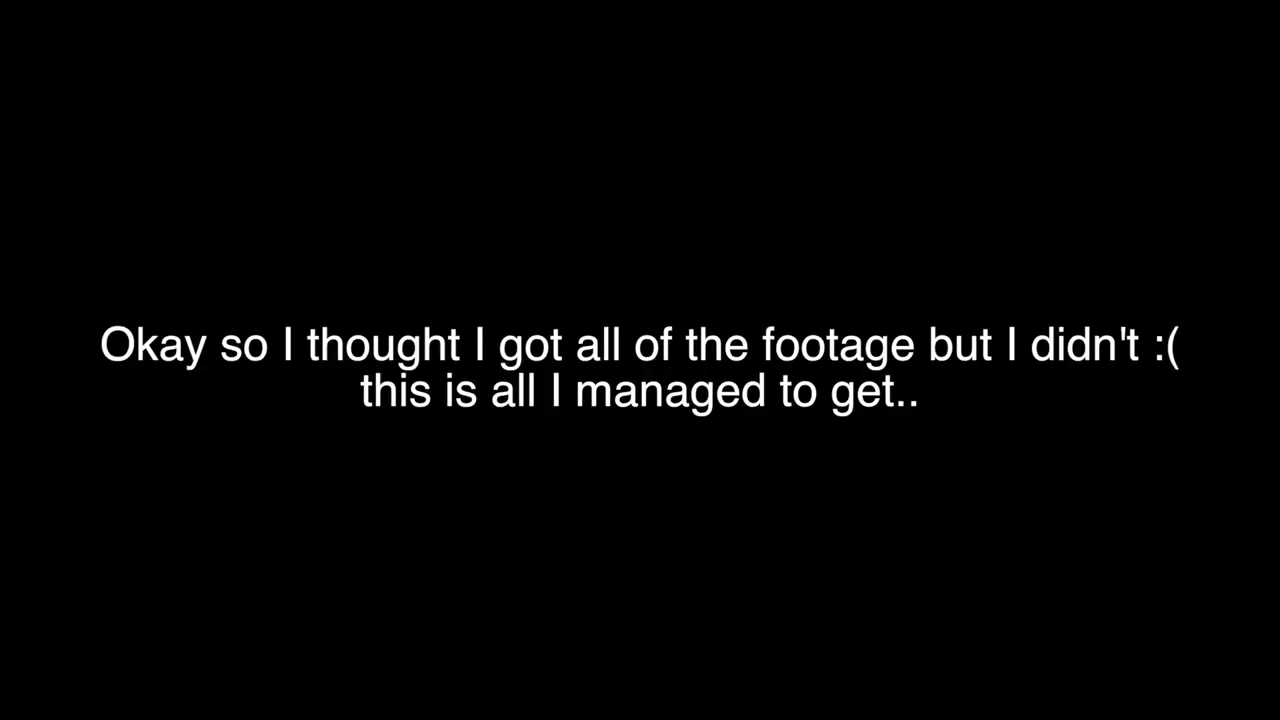 Okay so I thought I got all of the footage but I didn't :(
this is all I managed to get..